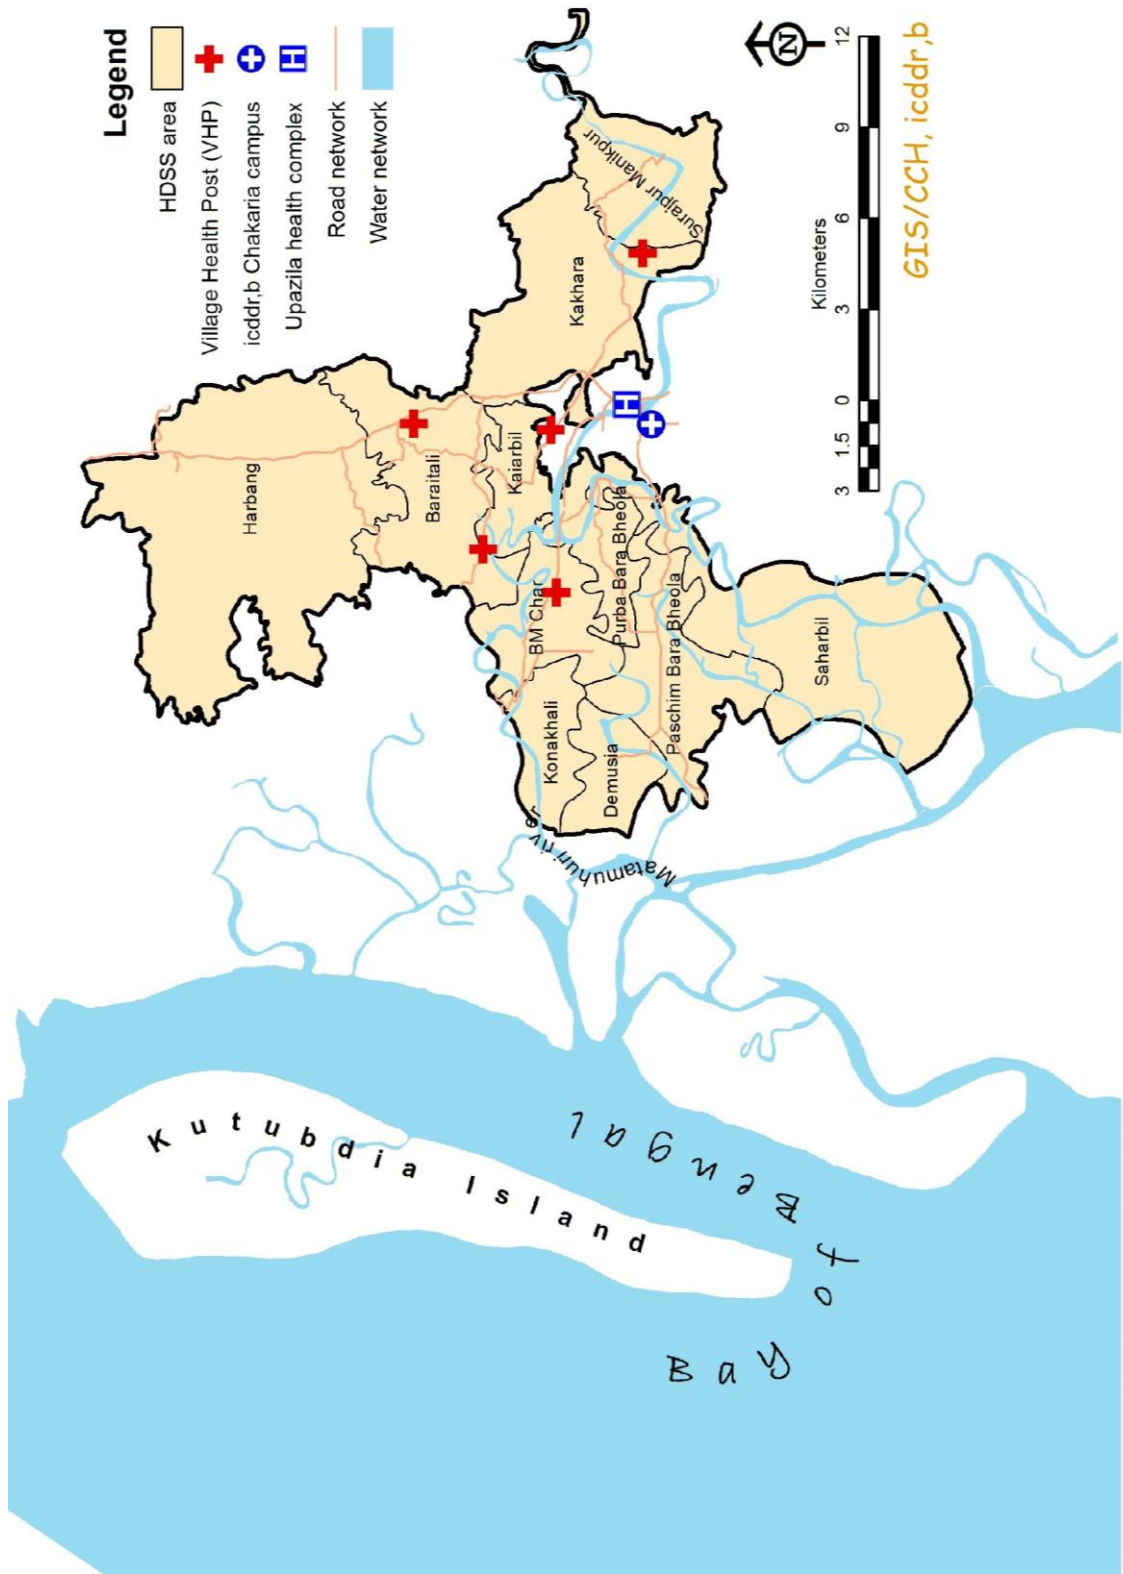 Legend
HDSS area
Village Health Post (VHP)
icddr,b Chakaria campus
Upazila health complex
Road network
Water network
Harbang
Baraitali
Kaiarbil
Kakhara
Surajpur Manikpur
BM Char
Purba Bara Bheola
Paschim Bara Bheola
Konakhali
Demusia
Saharbil
Matamuhuri river
Kutubdia Island
Bay of Bengal
N
Kilometers
3 1.5 0 3 6 9 12
GIS/CCH, icddr,b